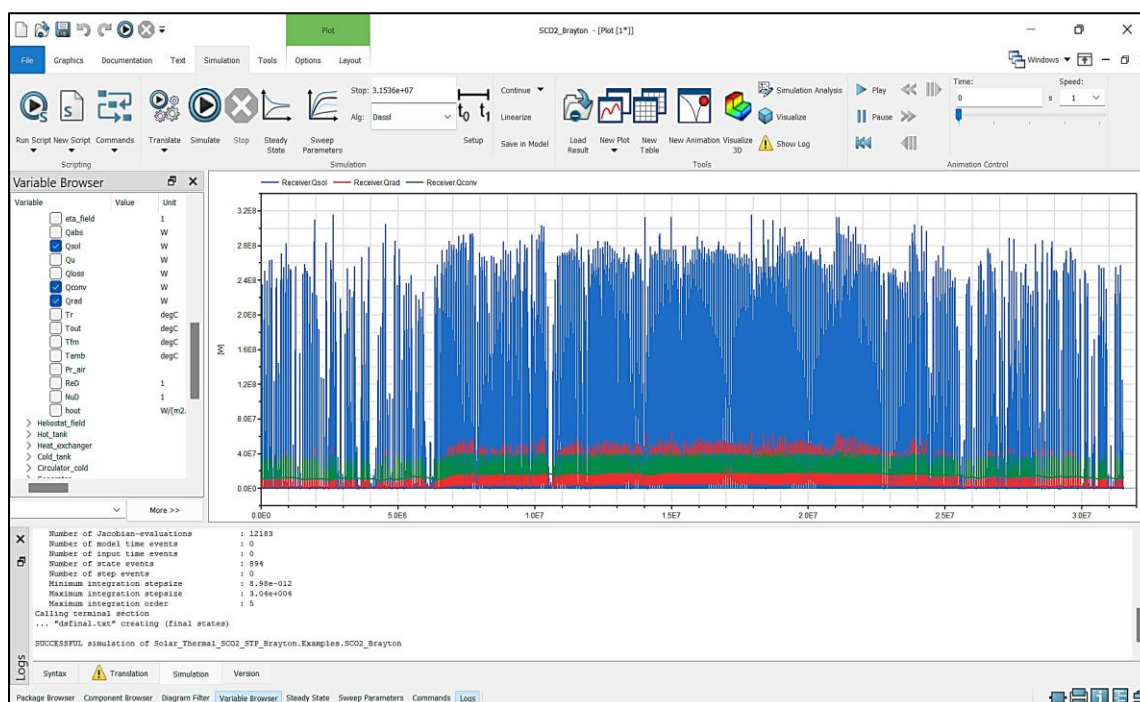 Plot
SCO2_Brayton - [Plot [1*]]
File Graphics Documentation Text Simulation Tools Options Layout
Windows
Run Script New Script Commands
Scripting
Translate Simulate Stop Steady State Sweep Parameters
Stop: 3.1536e+07
Alg: Dassl
t0 t1
Setup
Continue
Linearize
Save in Model
Simulation
Load Result New Plot New Table New Animation Visualize 3D
Simulation Analysis
Visualize
Show Log
Tools
Play
Pause
Time:
0 s
Speed:
1
Animation Control
Variable Browser
Variable Value Unit
eta_field 1
Qabs W
Qsol W
Qu W
Qloss W
Qconv W
Qrad W
Tr degC
Tout degC
Tfm degC
Tamb degC
Pr_air
ReD 1
NuD 1
hout W/(m2.
Heliostat_field
Hot_tank
Heat_exchanger
Cold_tank
Circulator_cold
More >>
Receiver.Qsol Receiver.Qrad Receiver.Qconv
[W]
3.2E8
2.8E8
2.4E8
2.0E8
1.6E8
1.2E8
8.0E7
4.0E7
0.0E0
0.0E0 5.0E6 1.0E7 1.5E7 2.0E7 2.5E7 3.0E7
Number of Jacobian-evaluations : 12183
Number of model time events : 0
Number of input time events : 0
Number of state events : 894
Number of step events : 0
Minimum integration stepsize : 8.98e-012
Maximum integration stepsize : 3.04e+004
Maximum integration order : 5
Calling terminal section
... "dsfinal.txt" creating (final states)
SUCCESSFUL simulation of Solar_Thermal_SCO2_STP_Brayton.Examples.SCO2_Brayton
Logs
Syntax Translation Simulation Version
Package Browser Component Browser Diagram Filter Variable Browser Steady State Sweep Parameters Commands Logs